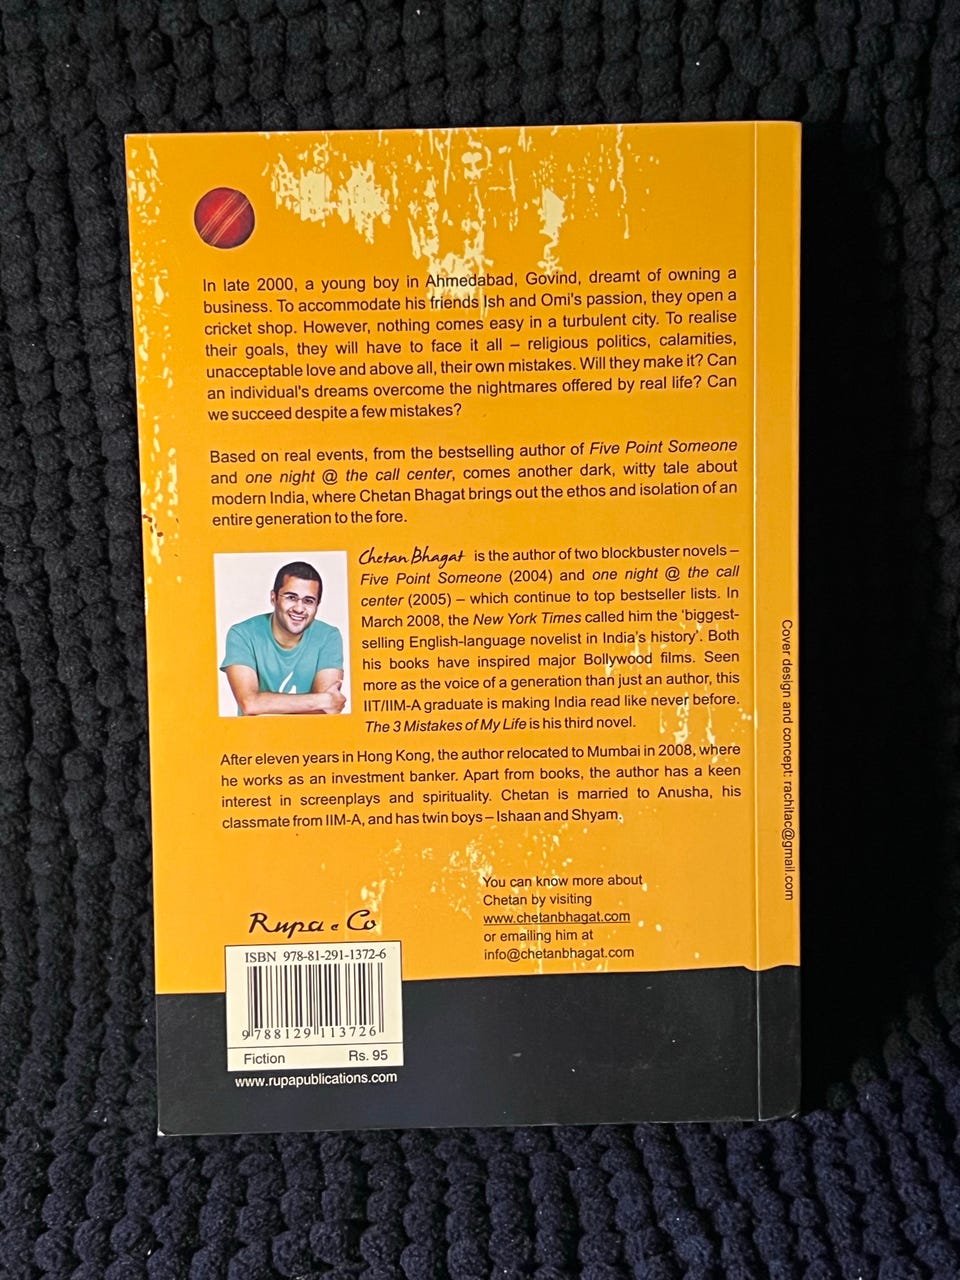 In late 2000, a young boy in Ahmedabad, Govind, dreamt of owning a
business. To accommodate his friends Ish and Omi's passion, they open a
cricket shop. However, nothing comes easy in a turbulent city. To realise
their goals, they will have to face it all – religious politics, calamities,
unacceptable love and above all, their own mistakes. Will they make it? Can
an individual's dreams overcome the nightmares offered by real life? Can
we succeed despite a few mistakes?
Based on real events, from the bestselling author of Five Point Someone
and one night @ the call center, comes another dark, witty tale about
modern India, where Chetan Bhagat brings out the ethos and isolation of an
entire generation to the fore.
Chetan Bhagat is the author of two blockbuster novels –
Five Point Someone (2004) and one night @ the call
center (2005) – which continue to top bestseller lists. In
March 2008, the New York Times called him the 'biggest-
selling English-language novelist in India's history'. Both
his books have inspired major Bollywood films. Seen
more as the voice of a generation than just an author, this
IIT/IIM-A graduate is making India read like never before.
The 3 Mistakes of My Life is his third novel.
After eleven years in Hong Kong, the author relocated to Mumbai in 2008, where
he works as an investment banker. Apart from books, the author has a keen
interest in screenplays and spirituality. Chetan is married to Anusha, his
classmate from IIM-A, and has twin boys – Ishaan and Shyam.
You can know more about
Chetan by visiting
www.chetanbhagat.com
or emailing him at
info@chetanbhagat.com
Rupa & Co
ISBN 978-81-291-1372-6
9 788129 113726
Fiction Rs. 95
www.rupapublications.com
Cover design and concept: rachitac@gmail.com